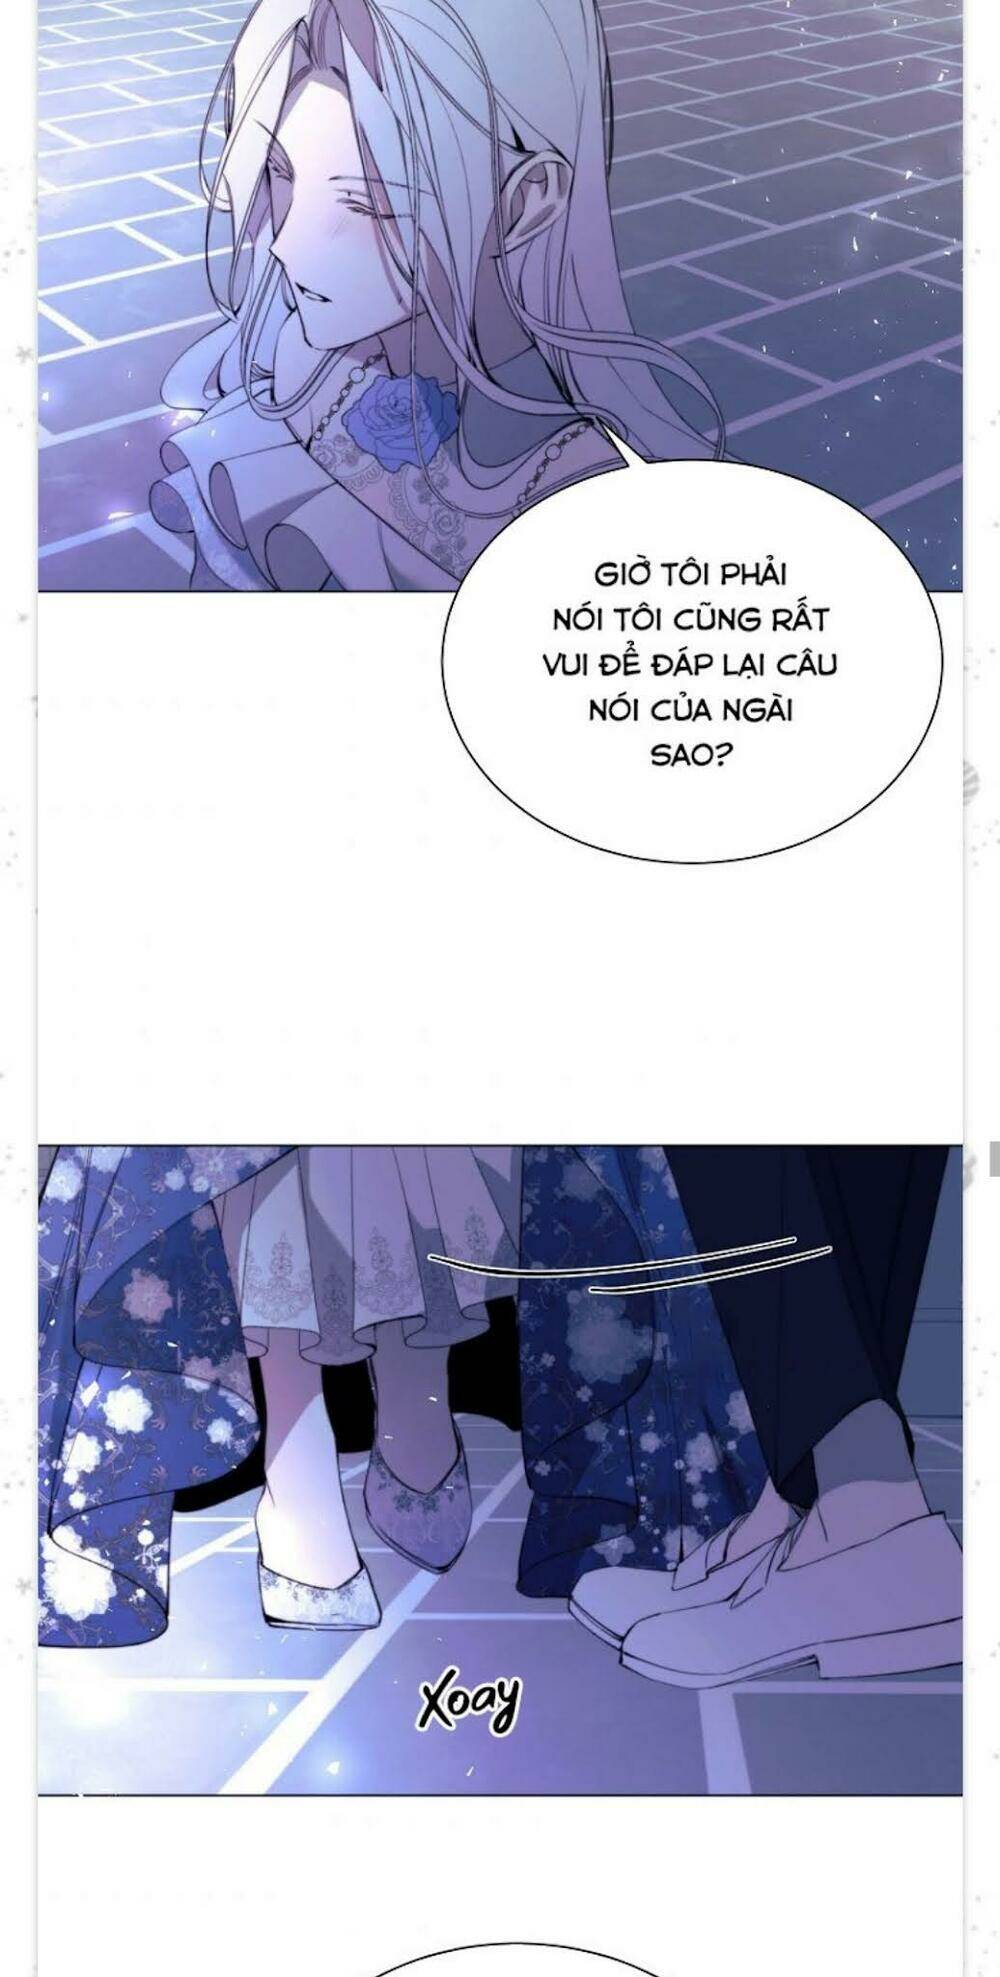 GIỜ TÔI PHẢI
NÓI TÔI CŨNG RẤT
VUI ĐỂ ĐÁP LẠI CÂU
NÓI CỦA NGÀI
SAO?
Xoay